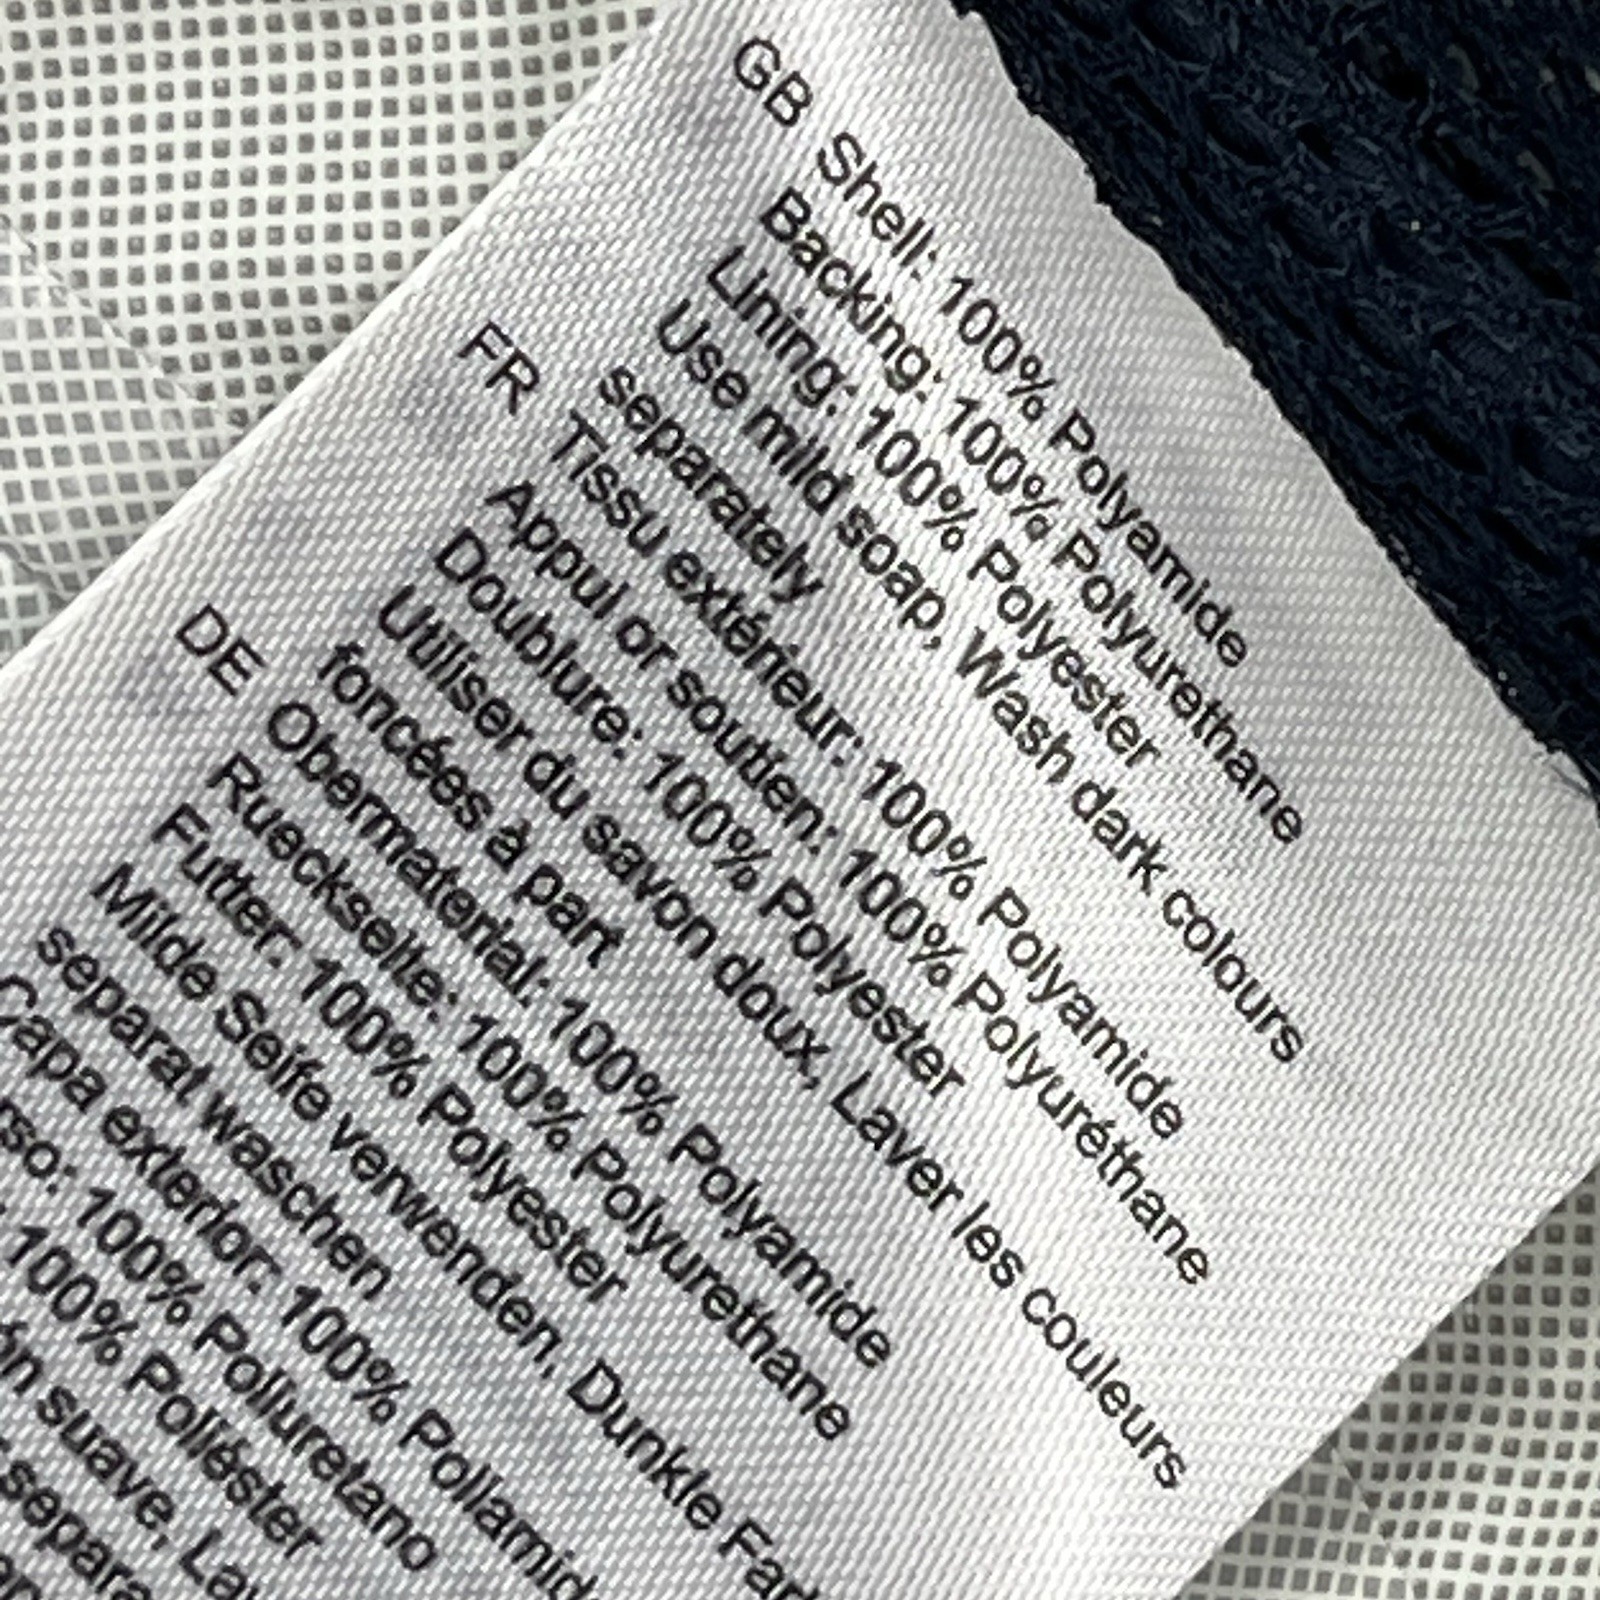 GB Shell: 100% Polyamide
Backing: 100% Polyurethane
Lining: 100% Polyester
Use mild soap, Wash dark colours
separately
FR Tissu extérieur: 100% Polyamide
Appui or soutien: 100% Polyuréthane
Doublure: 100% Polyester
Utiliser du savon doux, Laver les couleurs
foncées à part
DE Obermaterial: 100% Polyamide
Rueckseite: 100% Polyurethane
Futter: 100% Polyester
Milde Seife verwenden, Dunkle
separat waschen
Capa exterior: 100% Poliamid
rso: 100% Poliuretano
100% Poliéster
suave,
separa